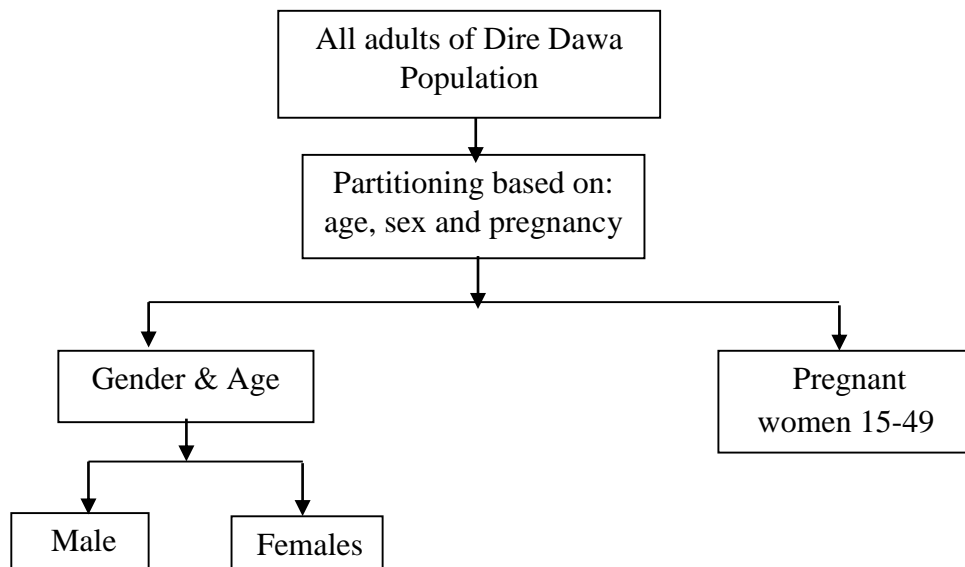 All adults of Dire Dawa
Population
Partitioning based on:
age, sex and pregnancy
Gender & Age
Pregnant
women 15-49
Male
Females